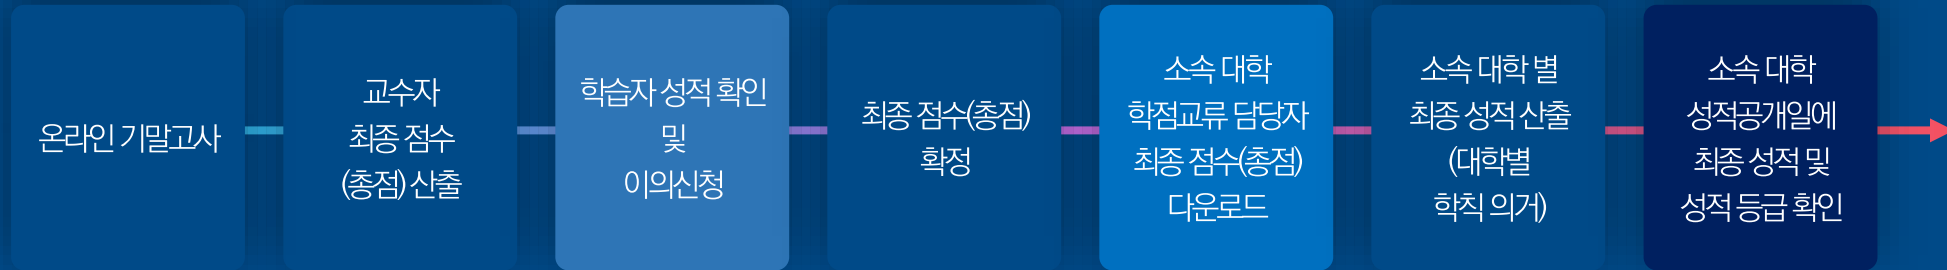 온라인 기말고사
교수자
최종 점수
(총점) 산출
학습자 성적 확인
및
이의신청
최종 점수(총점)
확정
소속 대학
학점교류 담당자
최종 점수(총점)
다운로드
소속 대학 별
최종 성적 산출
(대학별
학칙 의거)
소속 대학
성적공개일에
최종 성적 및
성적 등급 확인